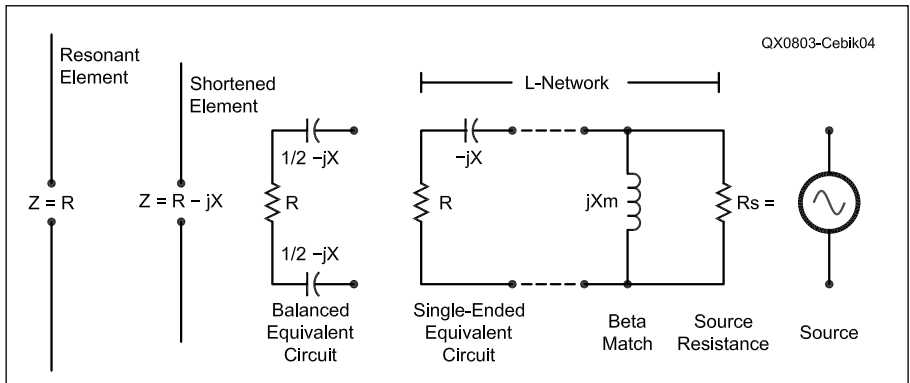 QX0803-Cebik04
Resonant
Element
Shortened
Element
L-Network
1/2 –jX
–jX
Z = R
Z = R – jX
R
R
jXm
Rs =
1/2 –jX
Balanced
Equivalent
Circuit
Single-Ended
Equivalent
Circuit
Beta
Match
Source
Resistance
Source